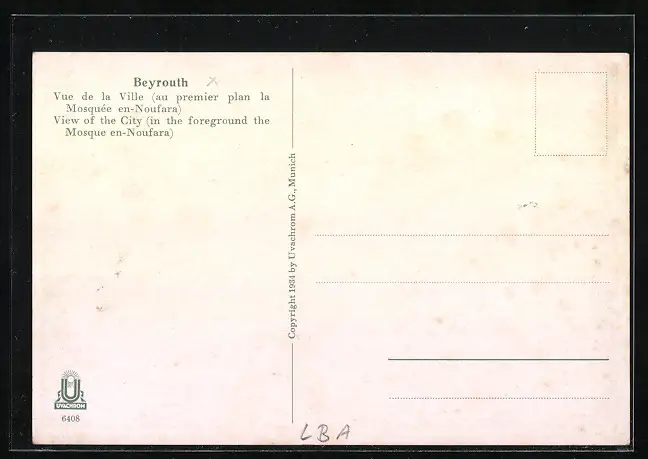 Beyrouth x
Vue de la Ville (au premier plan la
Mosquée en-Noufara)
View of the City (in the foreground the
Mosque en-Noufara)
Copyright 1934 by Uvachrom A.G., Munich
U
UVACHROM
6408
LBA